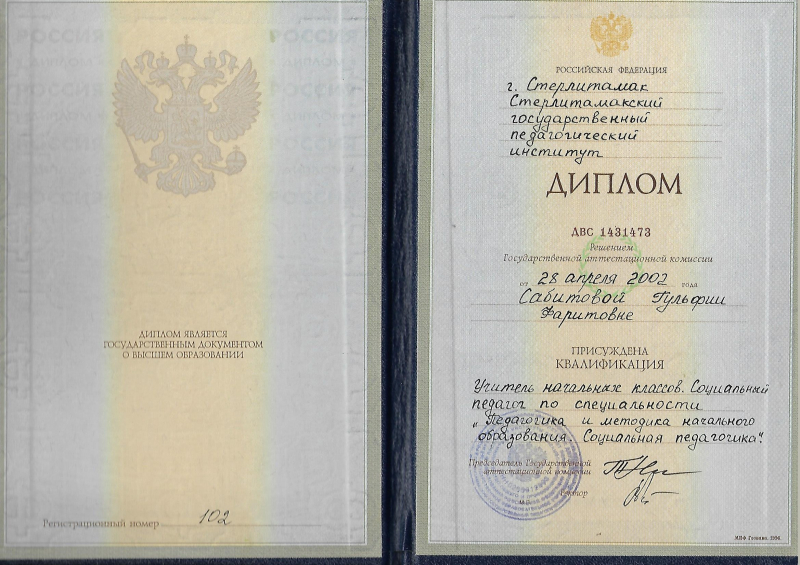 ДИПЛОМ ЯВЛЯЕТСЯ
ГОСУДАРСТВЕННЫМ ДОКУМЕНТОМ
О ВЫСШЕМ ОБРАЗОВАНИИ
Регистрационный номер 102
РОССИЙСКАЯ ФЕДЕРАЦИЯ
г. Стерлитамак
Стерлитамакский
государственный
педагогический
институт
ДИПЛОМ
ДВС 1431473
Решением
Государственной аттестационной комиссии
от 28 апреля 2002 года
Сабитовой Гульфии
Фаритовне
ПРИСУЖДЕНА
КВАЛИФИКАЦИЯ
Учитель начальных классов. Социальный
педагог по специальности
„Педагогика и методика начального
образования. Социальная педагогика".
Председатель Государственной
аттестационной комиссии
Ректор